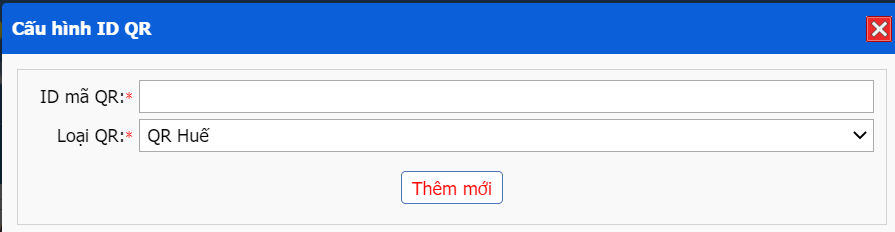 Cấu hình ID QR
ID mã QR:*
Loại QR:* QR Huế
Thêm mới